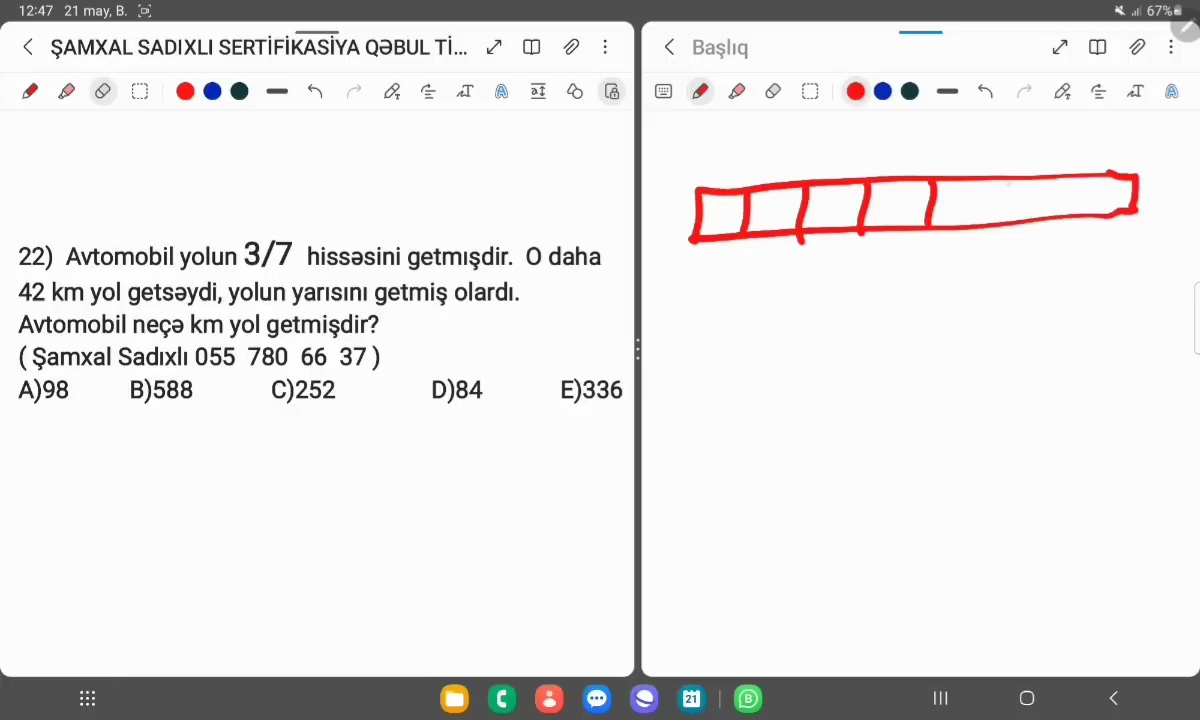 12:47 21 may, B. 67%
ŞAMXAL SADIXLI SERTİFİKASİYA QƏBUL Tİ...
Başlıq
22) Avtomobil yolun 3/7 hissəsini getmışdir. O daha
42 km yol getsəydi, yolun yarısını getmiş olardı.
Avtomobil neçə km yol getmişdir?
( Şamxal Sadıxlı 055 780 66 37 )
A)98 B)588 C)252 D)84 E)336
21